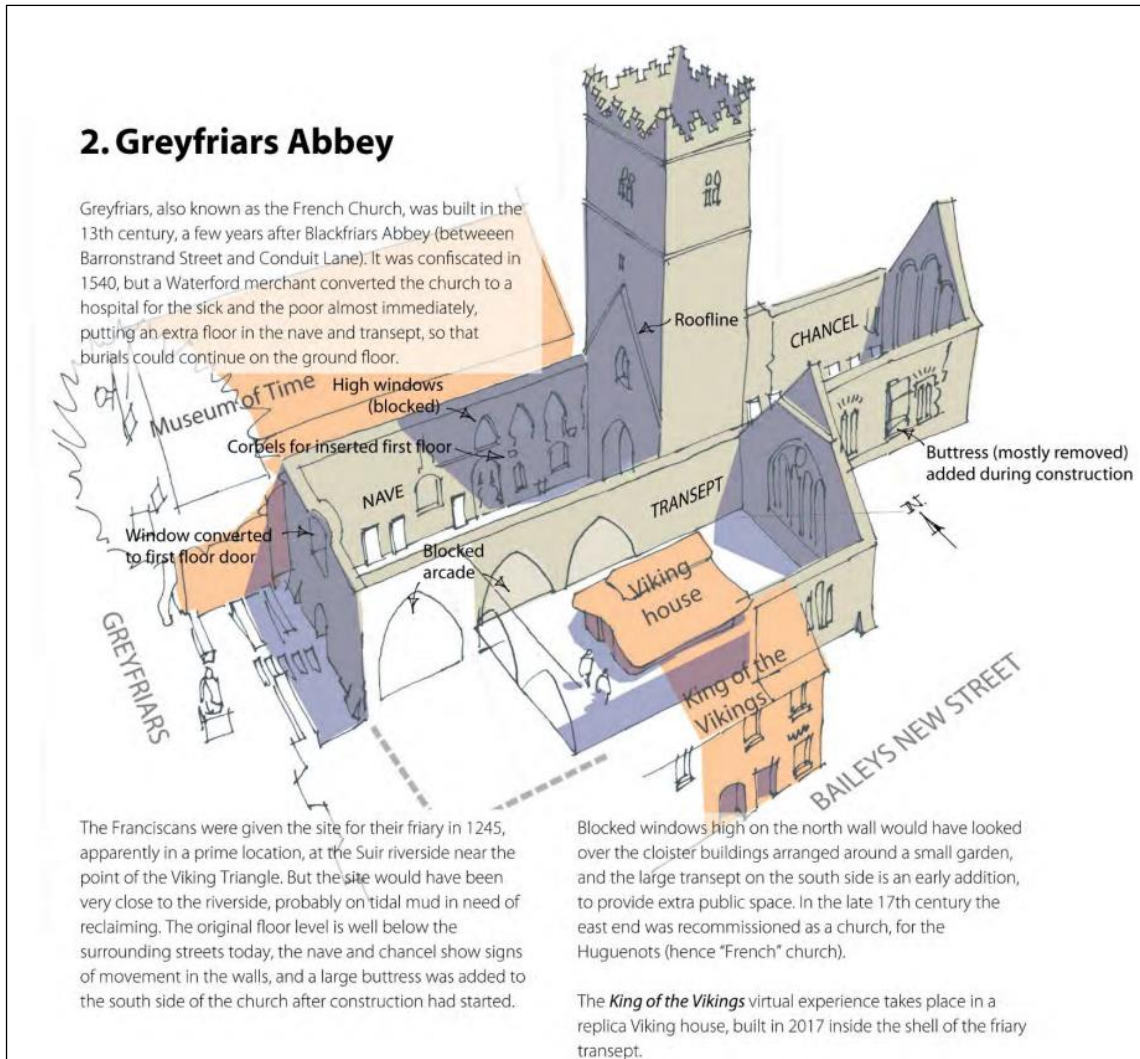 2. Greyfriars Abbey
Greyfriars, also known as the French Church, was built in the
13th century, a few years after Blackfriars Abbey (betweeen
Barronstrand Street and Conduit Lane). It was confiscated in
1540, but a Waterford merchant converted the church to a
hospital for the sick and the poor almost immediately,
putting an extra floor in the nave and transept, so that
burials could continue on the ground floor.
Museum of Time
High windows
(blocked)
Corbels for inserted first floor
Roofline
CHANCEL
Buttress (mostly removed)
added during construction
N.
NAVE
TRANSEPT
Window converted
to first floor door
Blocked
arcade
Viking
house
King of the
Vikings
GREYFRIARS
BAILEYS NEW STREET
The Franciscans were given the site for their friary in 1245,
apparently in a prime location, at the Suir riverside near the
point of the Viking Triangle. But the site would have been
very close to the riverside, probably on tidal mud in need of
reclaiming. The original floor level is well below the
surrounding streets today, the nave and chancel show signs
of movement in the walls, and a large buttress was added to
the south side of the church after construction had started.
Blocked windows high on the north wall would have looked
over the cloister buildings arranged around a small garden,
and the large transept on the south side is an early addition,
to provide extra public space. In the late 17th century the
east end was recommissioned as a church, for the
Huguenots (hence "French" church).
The King of the Vikings virtual experience takes place in a
replica Viking house, built in 2017 inside the shell of the friary
transept.